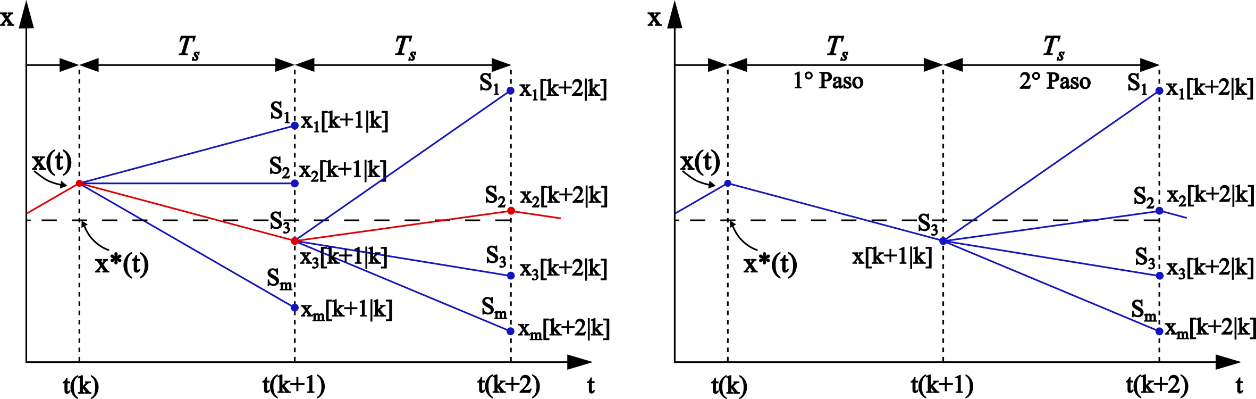 x
T_s
T_s
S_1
x_1[k+2|k]
S_1
x_1[k+1|k]
x(t)
S_2
x_2[k+1|k]
S_2
x_2[k+2|k]
S_3
x_3[k+1|k]
x*(t)
S_3
x_3[k+2|k]
S_m
x_m[k+1|k]
S_m
x_m[k+2|k]
t(k)
t(k+1)
t(k+2)
t
x
T_s
T_s
1° Paso
2° Paso
S_1
x_1[k+2|k]
x(t)
S_2
x_2[k+2|k]
S_3
x[k+1|k]
x*(t)
S_3
x_3[k+2|k]
S_m
x_m[k+2|k]
t(k)
t(k+1)
t(k+2)
t